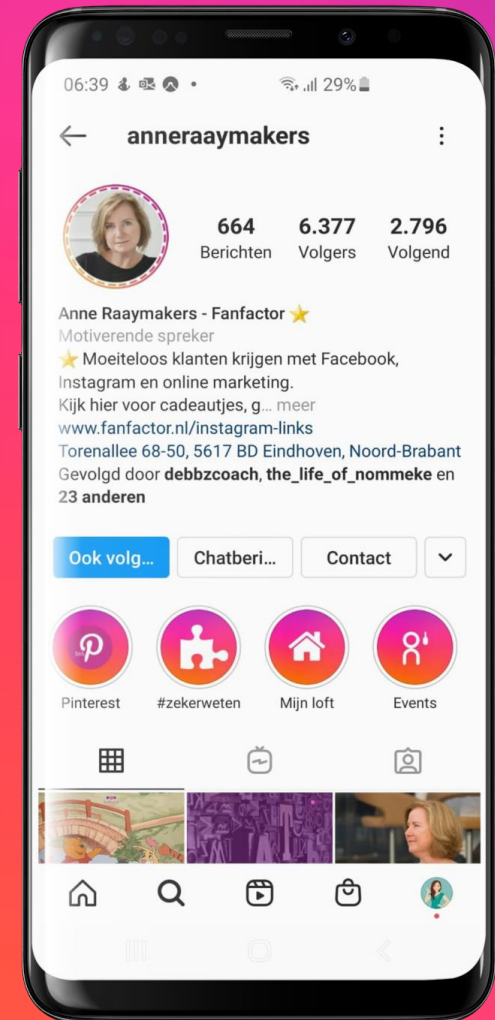 06:39 29%
anneraaymakers
664 6.377 2.796
Berichten Volgers Volgend
Anne Raaymakers - Fanfactor
Motiverende spreker
Moeiteloos klanten krijgen met Facebook,
Instagram en online marketing.
Kijk hier voor cadeautjes, g... meer
www.fanfactor.nl/instagram-links
Torenallee 68-50, 5617 BD Eindhoven, Noord-Brabant
Gevolgd door debbzcoach, the_life_of_nommeke en
23 anderen
Ook volg... Chatberi... Contact
Pinterest #zekerweten Mijn loft Events